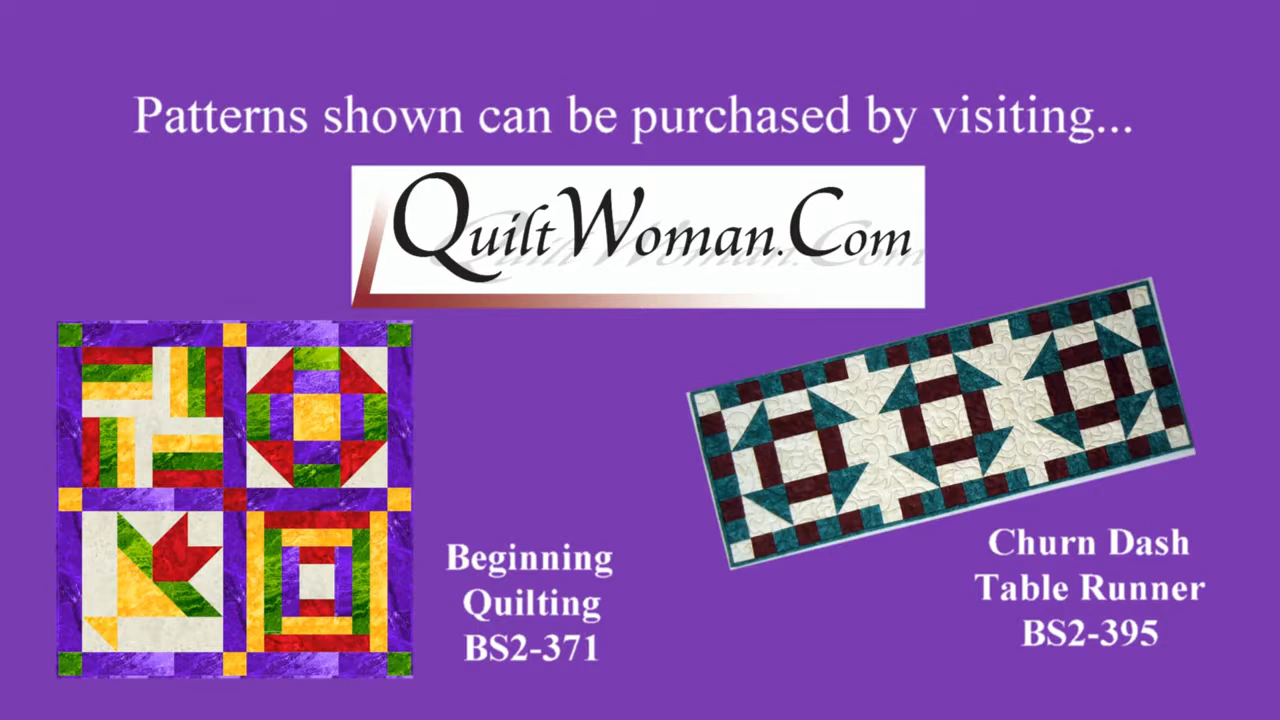 Patterns shown can be purchased by visiting...
QuiltWoman.Com
Beginning
Quilting
BS2-371
Churn Dash
Table Runner
BS2-395